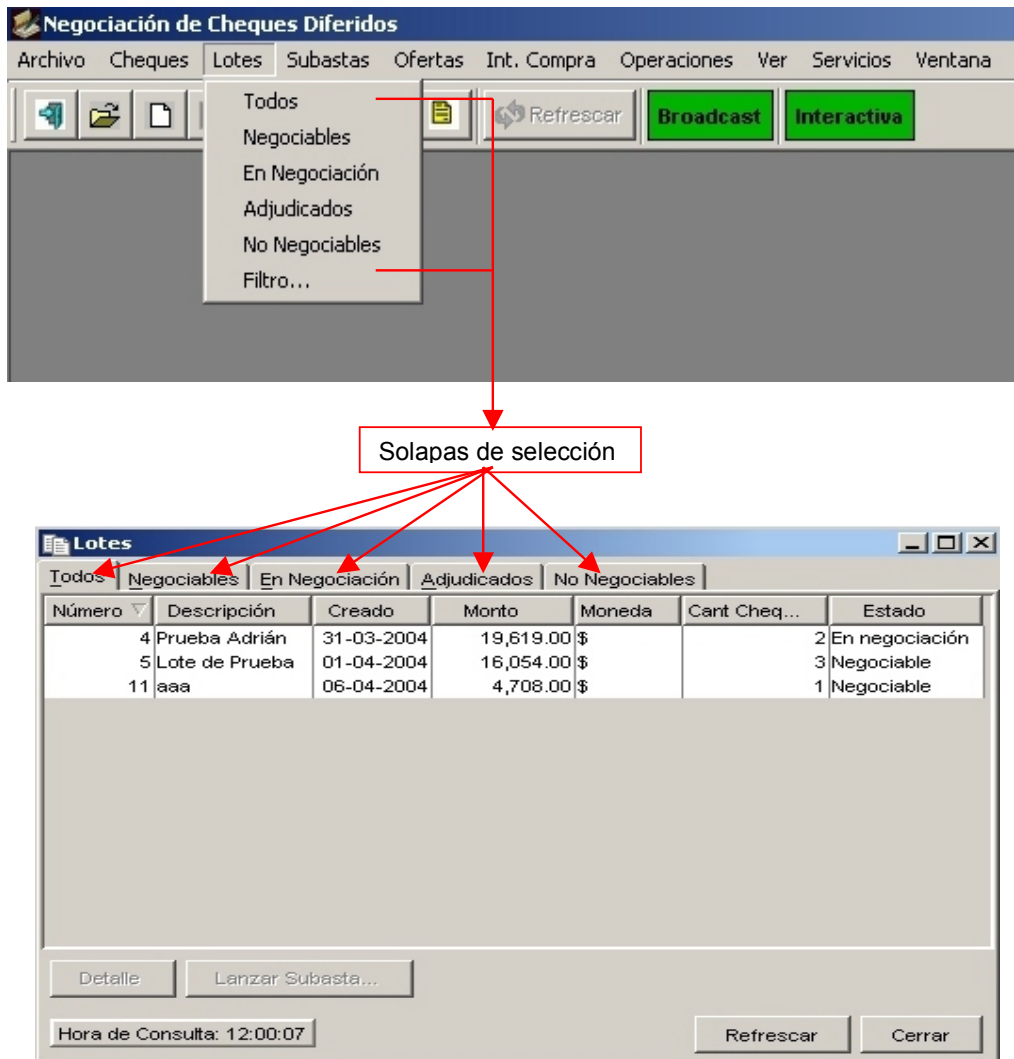 Negociación de Cheques Diferidos
Archivo Cheques Lotes Subastas Ofertas Int. Compra Operaciones Ver Servicios Ventana
Refrescar Broadcast Interactiva
Todos
Negociables
En Negociación
Adjudicados
No Negociables
Filtro...
Solapas de selección
Lotes
Todos Negociables En Negociación Adjudicados No Negociables
Número Descripción Creado Monto Moneda Cant Cheq... Estado
4 Prueba Adrián 31-03-2004 19,619.00 $ 2 En negociación
5 Lote de Prueba 01-04-2004 16,054.00 $ 3 Negociable
11 aaa 06-04-2004 4,708.00 $ 1 Negociable
Detalle Lanzar Subasta...
Hora de Consulta: 12:00:07 Refrescar Cerrar